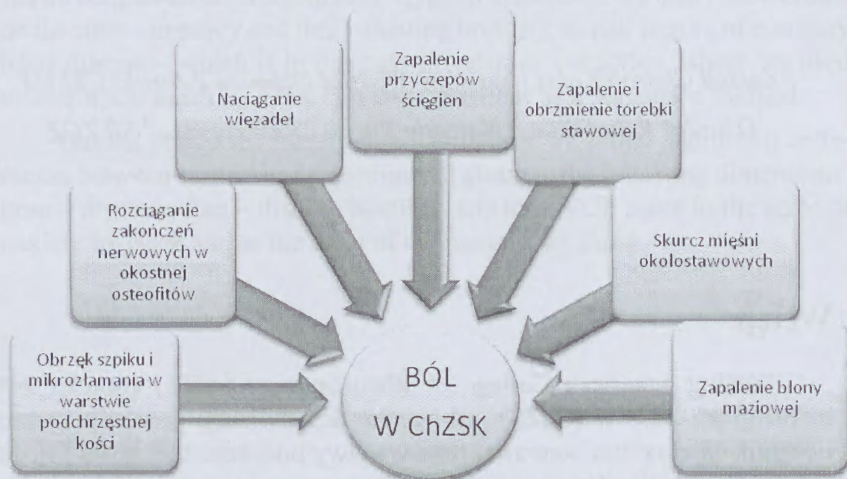 Obrzęk szpiku i
mikrozłamania w
warstwie
podchrzęstnej
kości
Rozciąganie
zakończeń
nerwowych w
okostnej
osteofitów
Naciąganie
więzadeł
Zapalenie
przyczepów
ścięgien
Zapalenie i
obrzmienie torebki
stawowej
Skurcz mięśni
okołostawowych
Zapalenie błony
maziowej
BÓL
W ChZSK